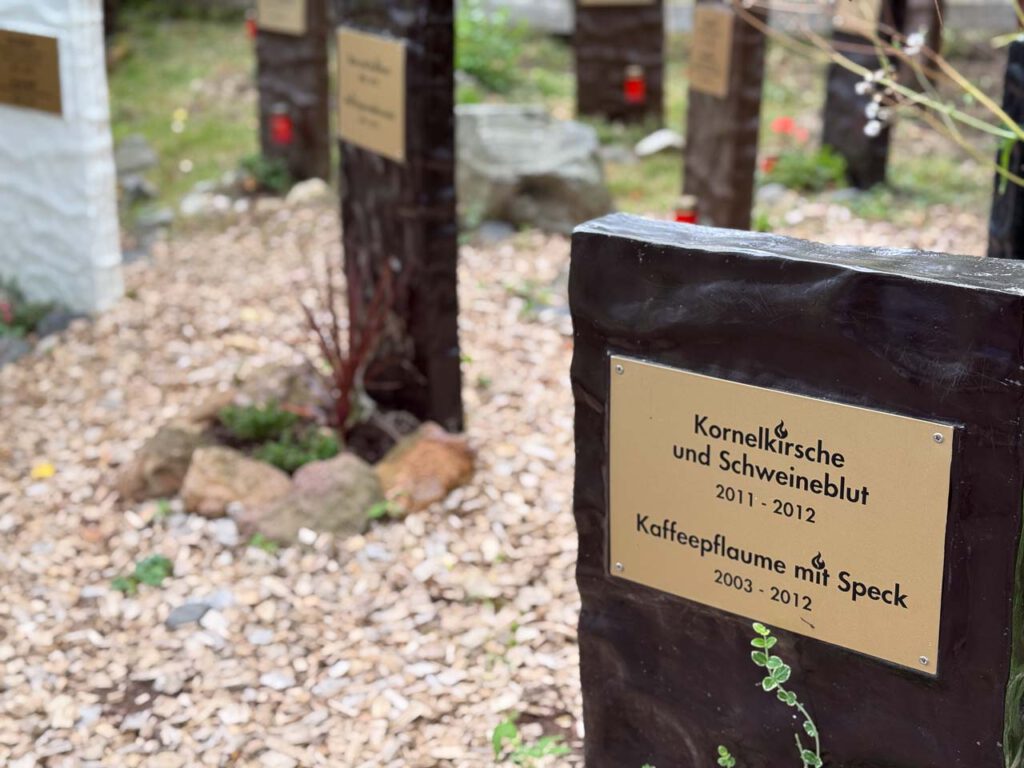 Kornelkirsche
und Schweineblut
2011 - 2012
Kaffeepflaume mit Speck
2003 - 2012